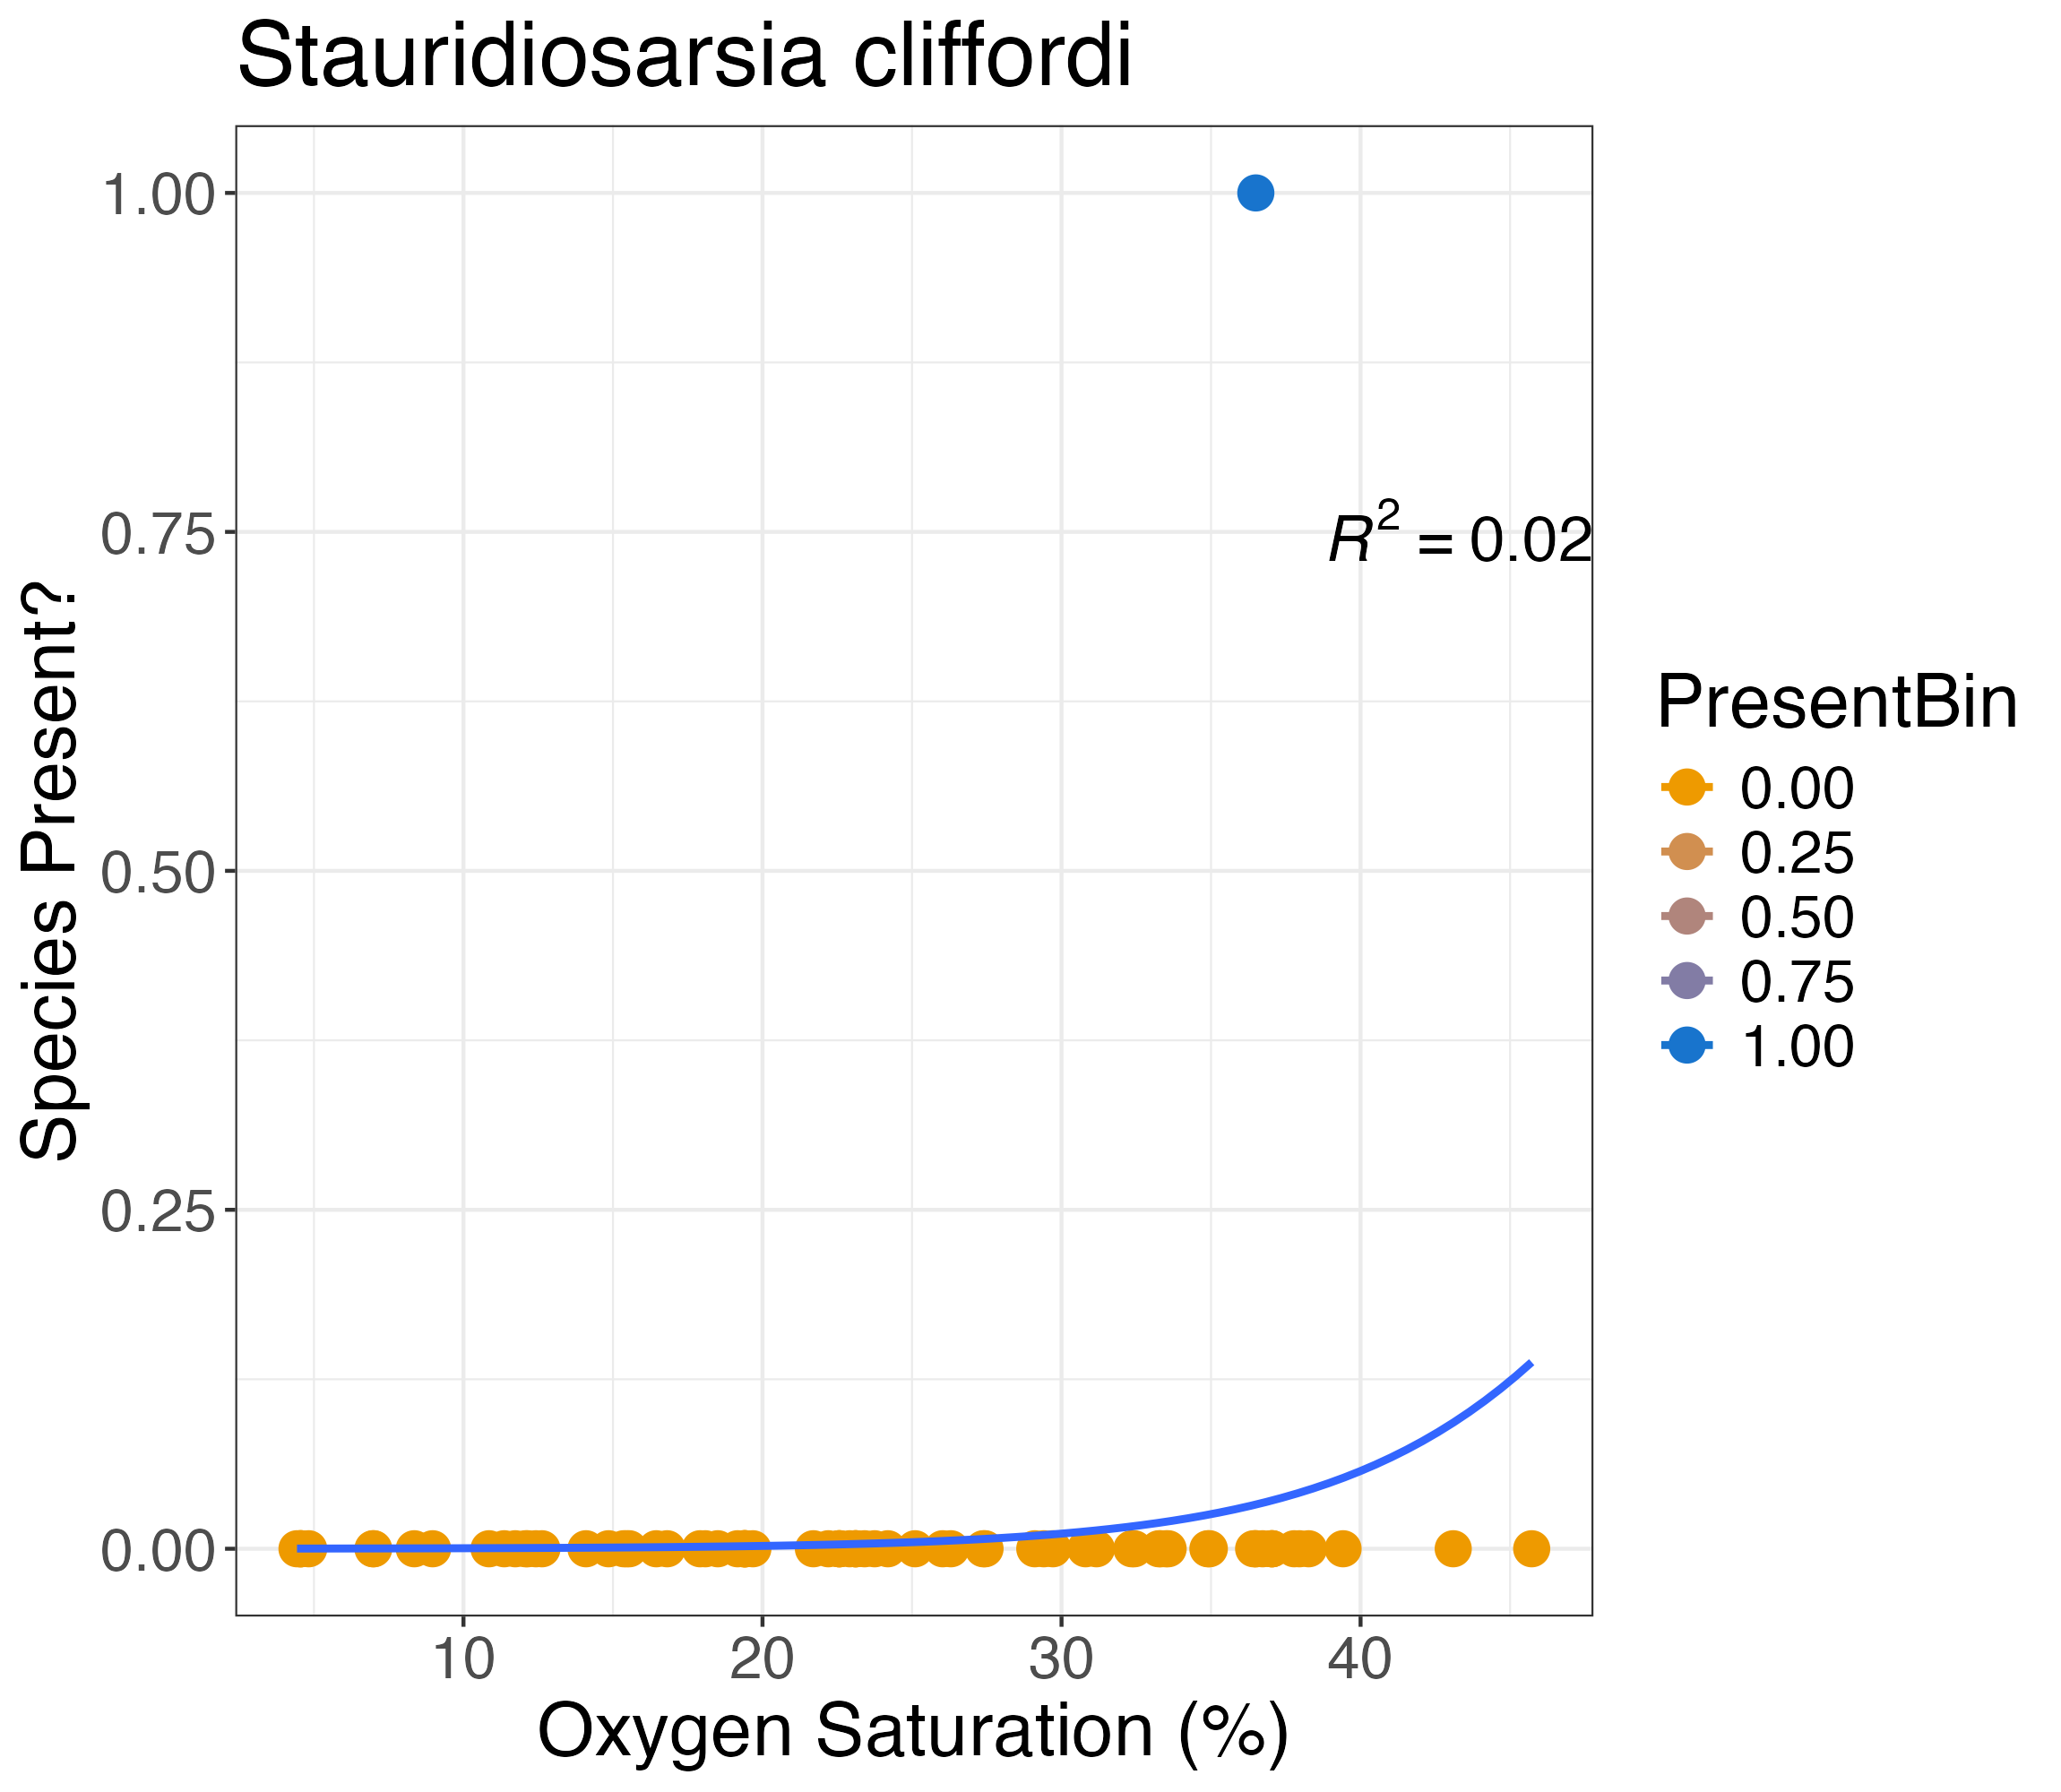 Stauridiosarsia cliffordi
1.00
0.75
0.50
0.25
0.00
Species Present?
R² = 0.02
10 20 30 40
Oxygen Saturation (%)
PresentBin
0.00
0.25
0.50
0.75
1.00